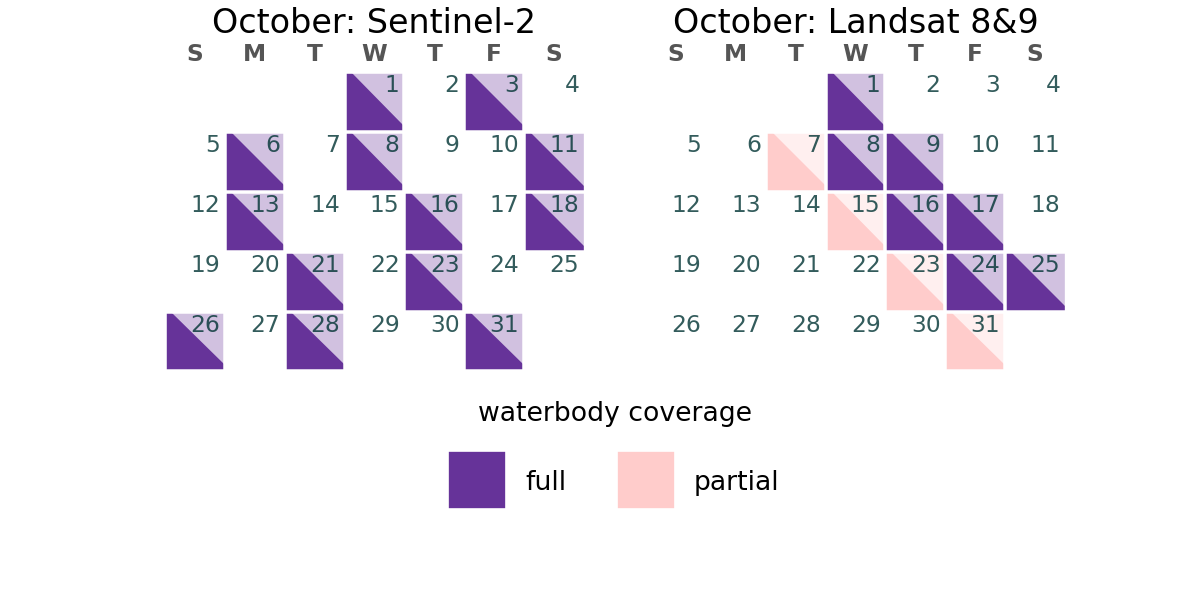 October: Sentinel-2
S M T W T F S
1 2 3 4
5 6 7 8 9 10 11
12 13 14 15 16 17 18
19 20 21 22 23 24 25
26 27 28 29 30 31
October: Landsat 8&9
S M T W T F S
1 2 3 4
5 6 7 8 9 10 11
12 13 14 15 16 17 18
19 20 21 22 23 24 25
26 27 28 29 30 31
waterbody coverage
full partial